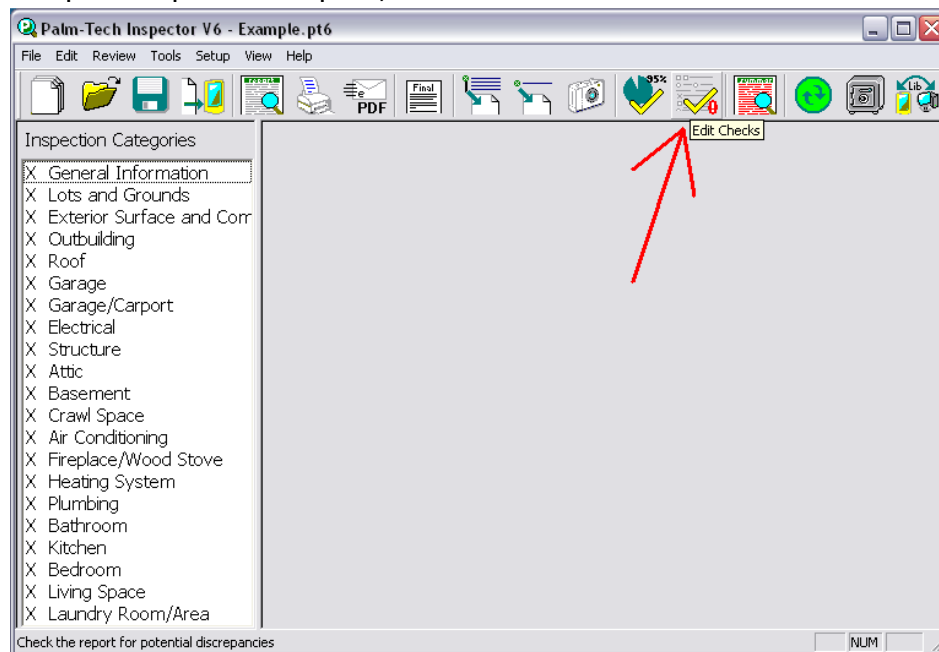 Palm-Tech Inspector V6 - Example.pt6
File Edit Review Tools Setup View Help
report
e
PDF
Final
95%
summar
Lib
Edit Checks
Inspection Categories
X General Information
X Lots and Grounds
X Exterior Surface and Com
X Outbuilding
X Roof
X Garage
X Garage/Carport
X Electrical
X Structure
X Attic
X Basement
X Crawl Space
X Air Conditioning
X Fireplace/Wood Stove
X Heating System
X Plumbing
X Bathroom
X Kitchen
X Bedroom
X Living Space
X Laundry Room/Area
Check the report for potential discrepancies
NUM